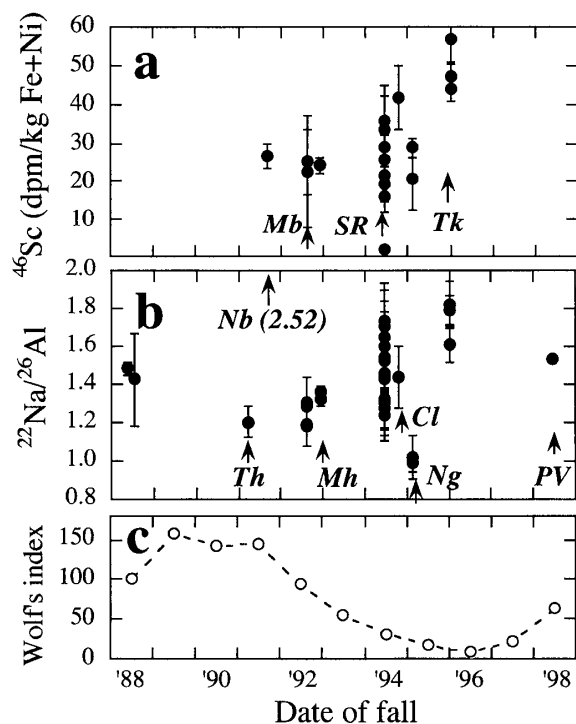 a
60
50
40
30
20
10
⁴⁶Sc (dpm/kg Fe+Ni)
Mb
SR
Tk
b
2.0
1.8
1.6
1.4
1.2
1.0
0.8
²²Na/²⁶Al
Nb (2.52)
Th
Mh
Cl
Ng
PV
c
150
100
50
0
Wolf's index
'88 '90 '92 '94 '96 '98
Date of fall